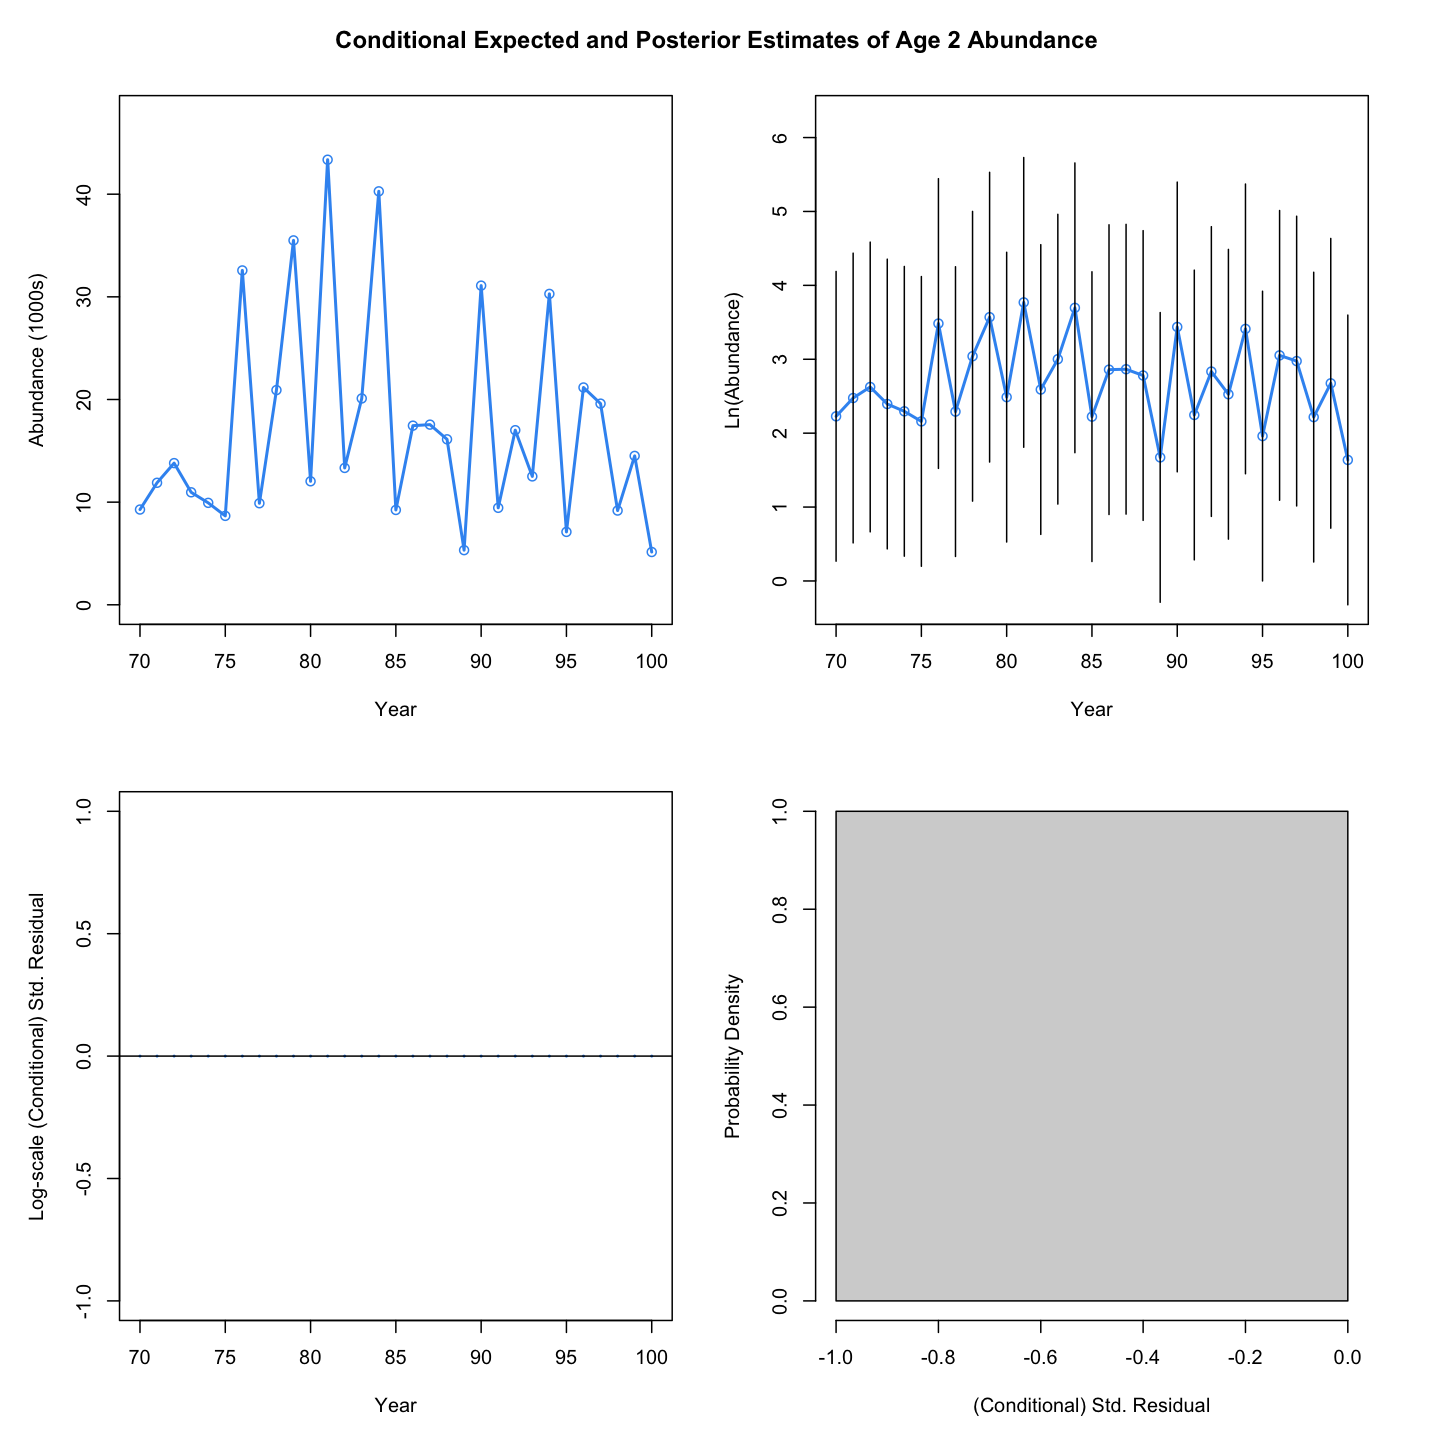 Conditional Expected and Posterior Estimates of Age 2 Abundance
Abundance (1000s)
40
30
20
10
0
70 75 80 85 90 95 100
Year
Ln(Abundance)
6
5
4
3
2
1
0
70 75 80 85 90 95 100
Year
Log-scale (Conditional) Std. Residual
1.0
0.5
0.0
-0.5
-1.0
70 75 80 85 90 95 100
Year
Probability Density
1.0
0.8
0.6
0.4
0.2
0.0
-1.0 -0.8 -0.6 -0.4 -0.2 0.0
(Conditional) Std. Residual